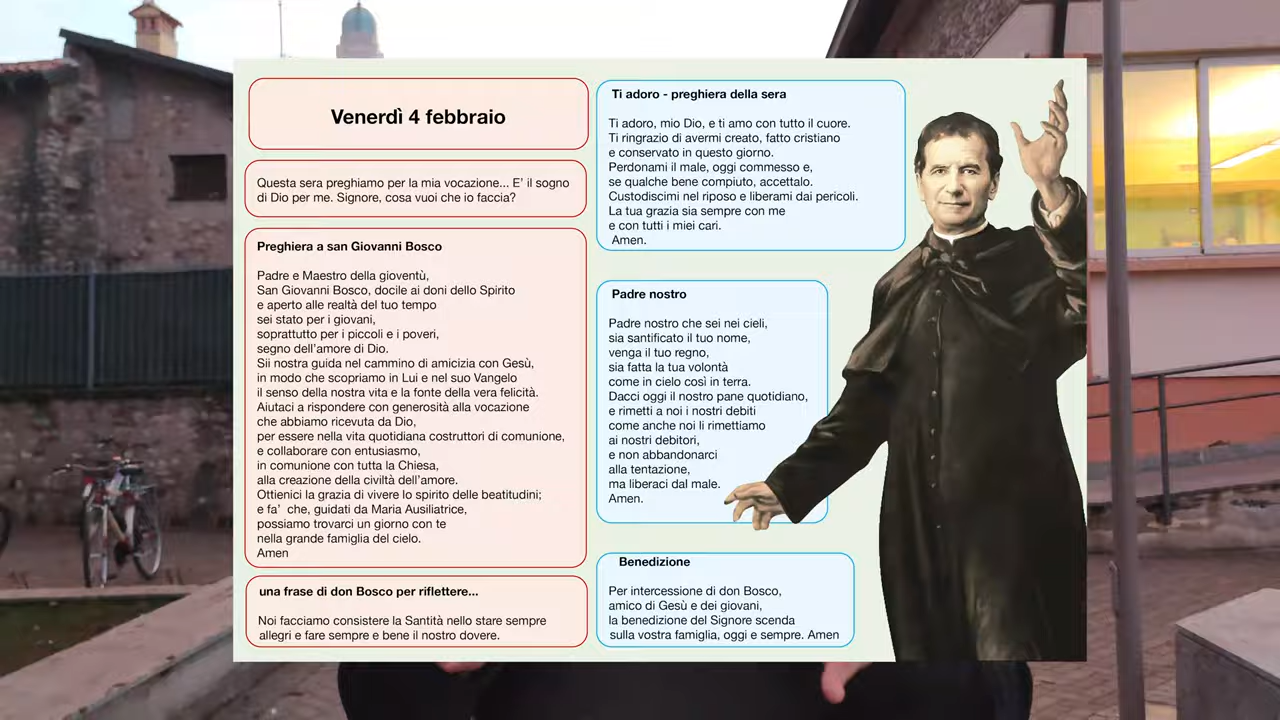 Venerdì 4 febbraio
Questa sera preghiamo per la mia vocazione... E' il sogno
di Dio per me. Signore, cosa vuoi che io faccia?
Preghiera a san Giovanni Bosco
Padre e Maestro della gioventù,
San Giovanni Bosco, docile ai doni dello Spirito
e aperto alle realtà del tuo tempo
sei stato per i giovani,
soprattutto per i piccoli e i poveri,
segno dell'amore di Dio.
Sii nostra guida nel cammino di amicizia con Gesù,
in modo che scopriamo in Lui e nel suo Vangelo
il senso della nostra vita e la fonte della vera felicità.
Aiutaci a rispondere con generosità alla vocazione
che abbiamo ricevuta da Dio,
per essere nella vita quotidiana costruttori di comunione,
e collaborare con entusiasmo,
in comunione con tutta la Chiesa,
alla creazione della civiltà dell'amore.
Ottienici la grazia di vivere lo spirito delle beatitudini;
e fa' che, guidati da Maria Ausiliatrice,
possiamo trovarci un giorno con te
nella grande famiglia del cielo.
Amen
una frase di don Bosco per riflettere...
Noi facciamo consistere la Santità nello stare sempre
allegri e fare sempre e bene il nostro dovere.
Ti adoro - preghiera della sera
Ti adoro, mio Dio, e ti amo con tutto il cuore.
Ti ringrazio di avermi creato, fatto cristiano
e conservato in questo giorno.
Perdonami il male, oggi commesso e,
se qualche bene compiuto, accettalo.
Custodiscimi nel riposo e liberami dai pericoli.
La tua grazia sia sempre con me
e con tutti i miei cari.
Amen.
Padre nostro
Padre nostro che sei nei cieli,
sia santificato il tuo nome,
venga il tuo regno,
sia fatta la tua volontà
come in cielo così in terra.
Dacci oggi il nostro pane quotidiano,
e rimetti a noi i nostri debiti
come anche noi li rimettiamo
ai nostri debitori,
e non abbandonarci
alla tentazione,
ma liberaci dal male.
Amen.
Benedizione
Per intercessione di don Bosco,
amico di Gesù e dei giovani,
la benedizione del Signore scenda
sulla vostra famiglia, oggi e sempre. Amen